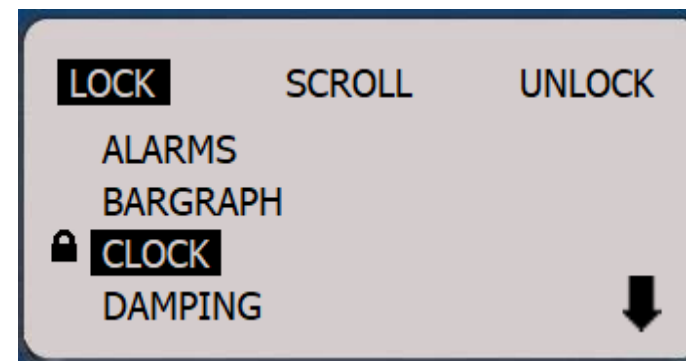 LOCK SCROLL UNLOCK
ALARMS
BARGRAPH
CLOCK
DAMPING